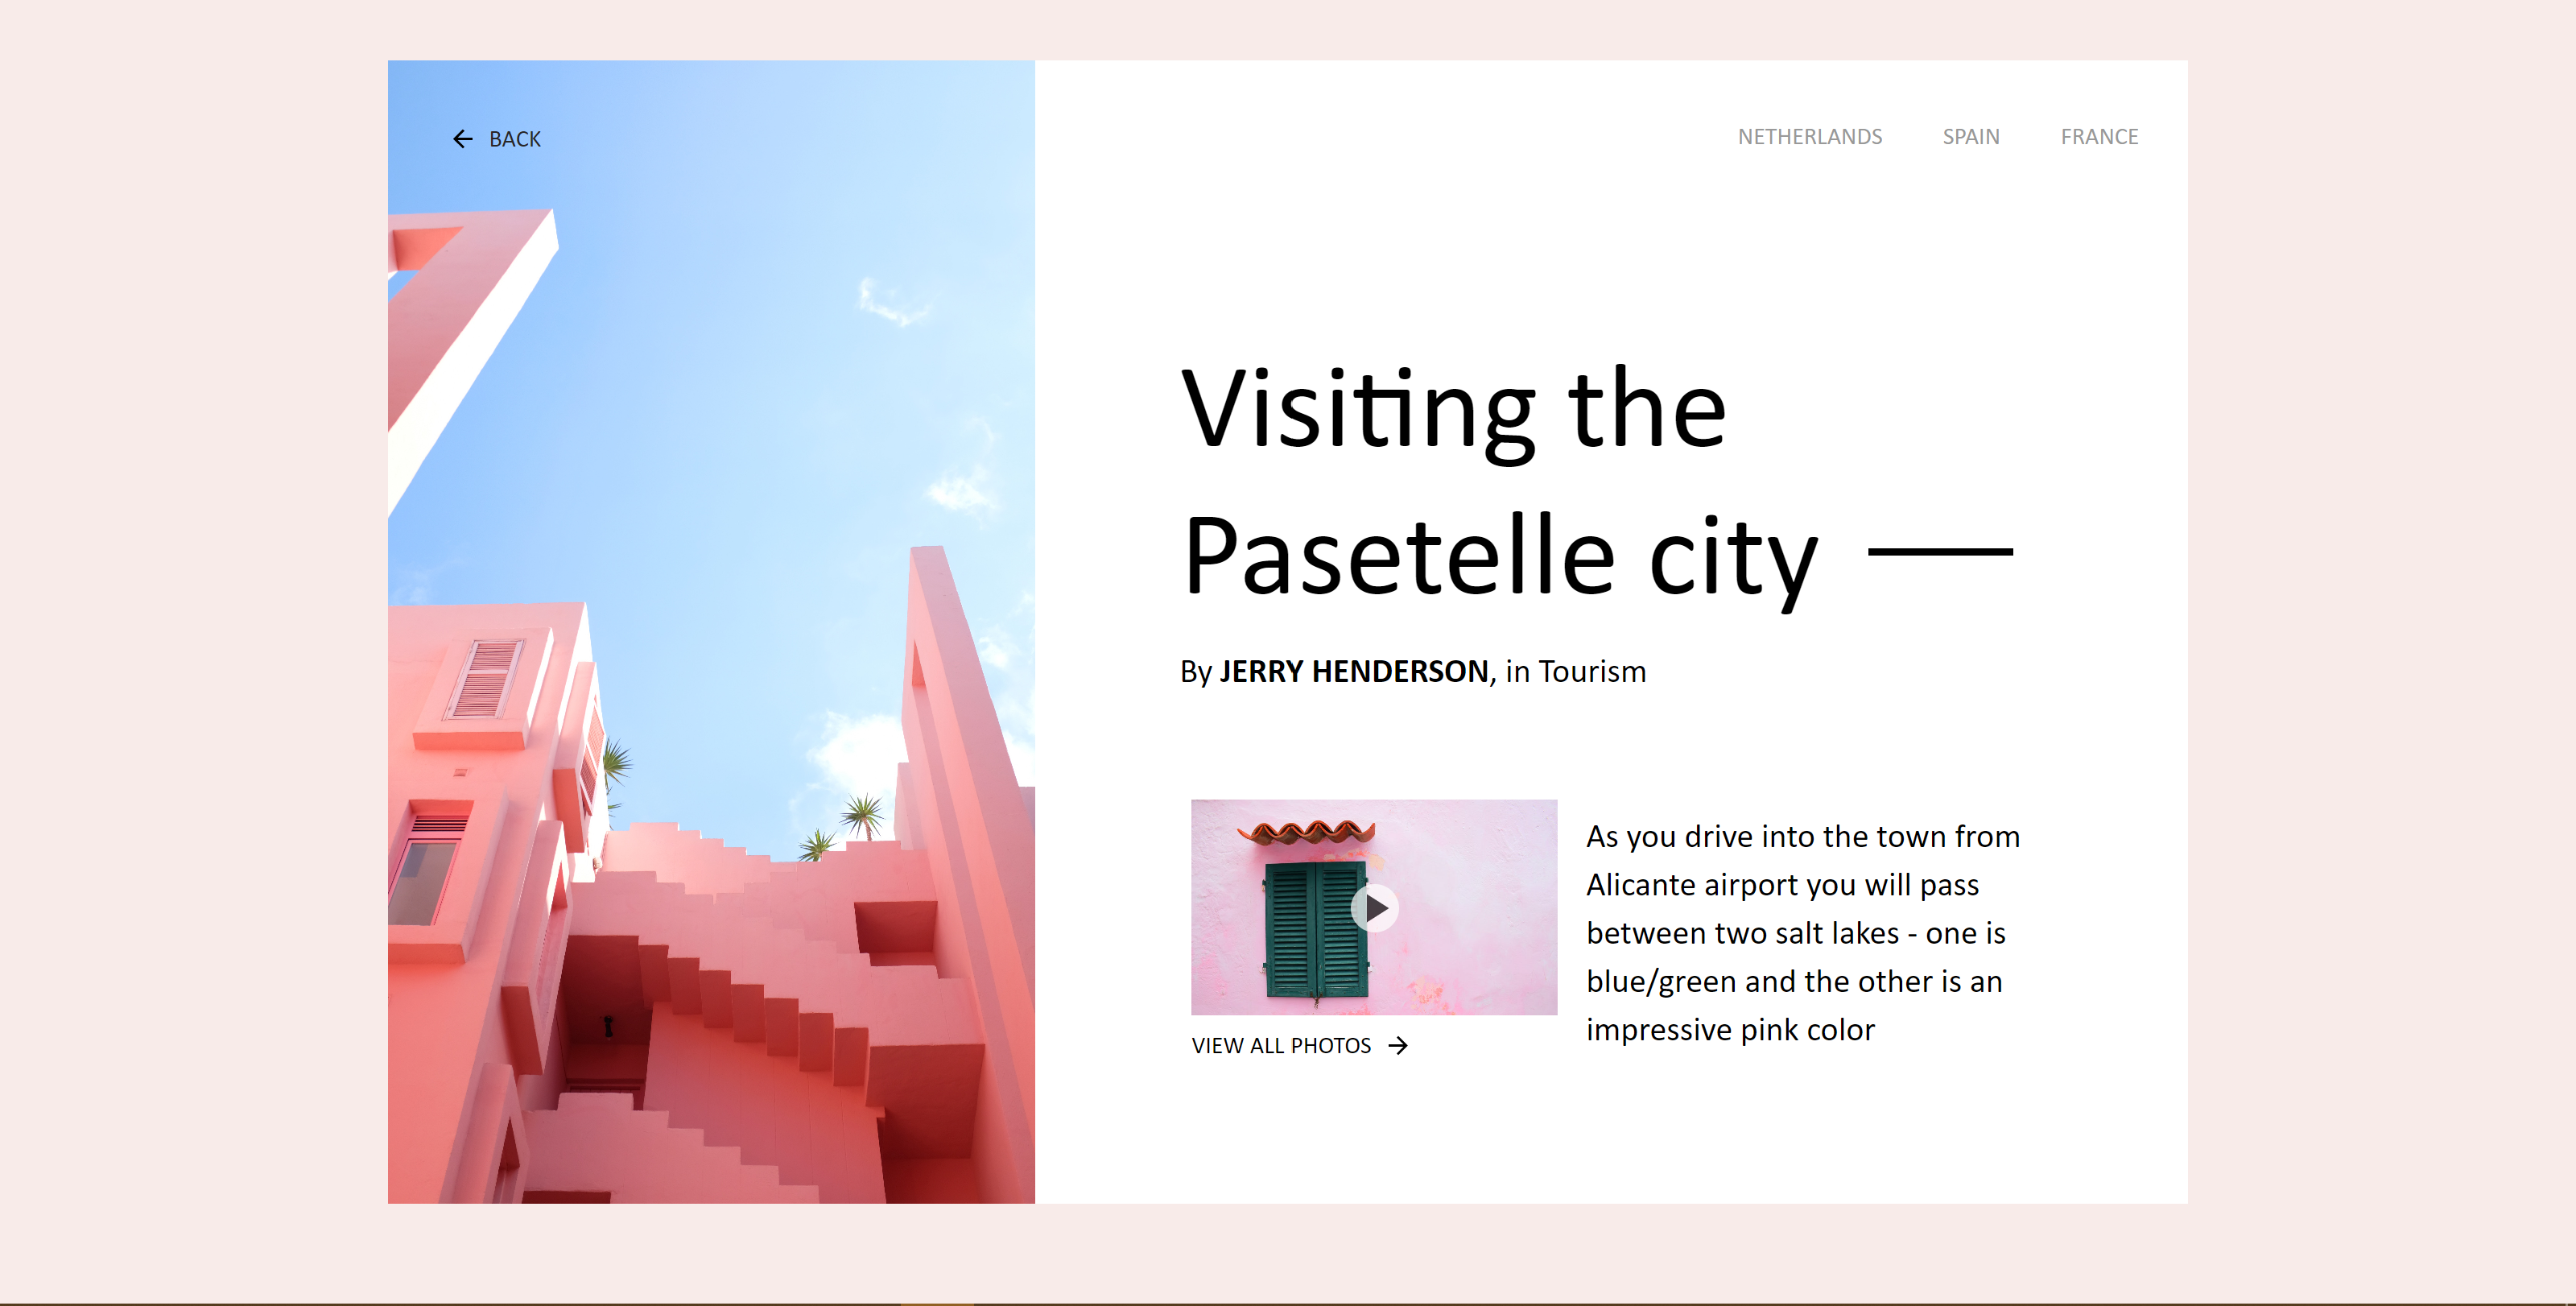 BACK
NETHERLANDS SPAIN FRANCE
Visiting the
Pasetelle city
By JERRY HENDERSON, in Tourism
As you drive into the town from
Alicante airport you will pass
between two salt lakes - one is
blue/green and the other is an
impressive pink color
VIEW ALL PHOTOS